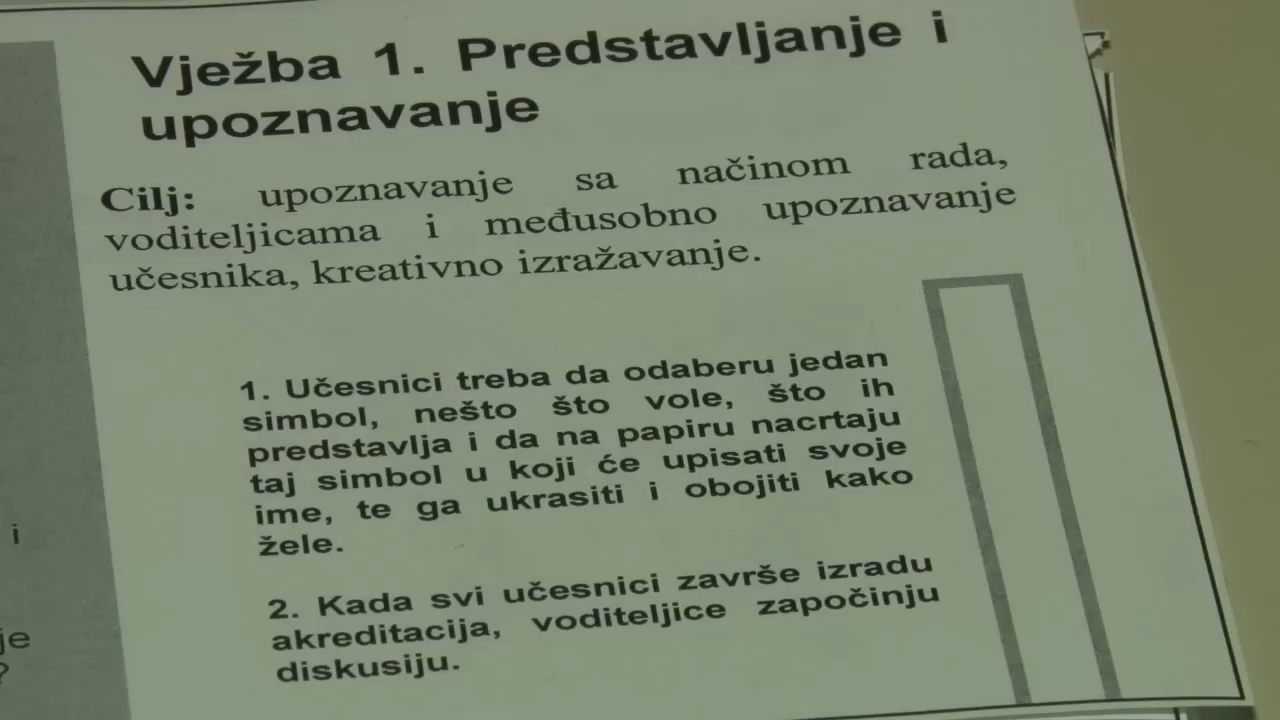 Vježba 1. Predstavljanje i
upoznavanje
Cilj: upoznavanje sa načinom rada,
voditeljicama i međusobno upoznavanje
učesnika, kreativno izražavanje.
1. Učesnici treba da odaberu jedan
simbol, nešto što vole, što ih
predstavlja i da na papiru nacrtaju
taj simbol u koji će upisati svoje
ime, te ga ukrasiti i obojiti kako
žele.
2. Kada svi učesnici završe izradu
akreditacija, voditeljice započinju
diskusiju.
i
je
?